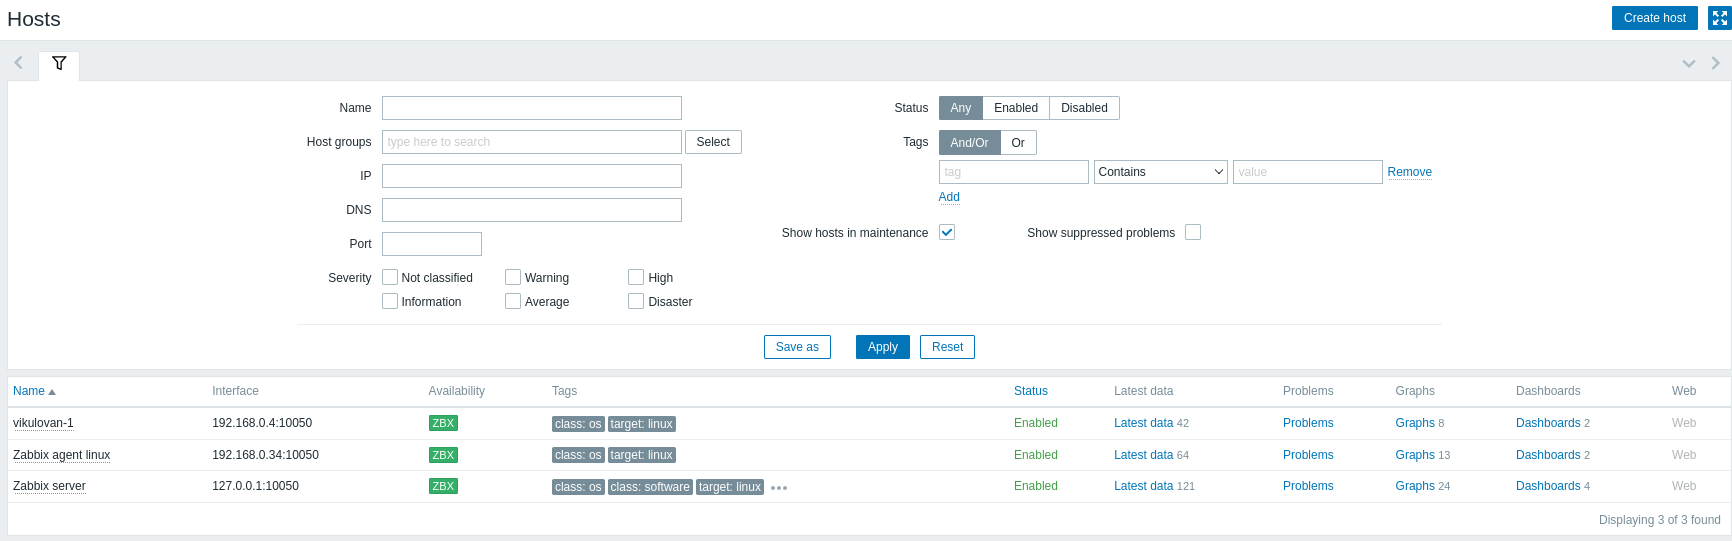 Hosts
Create host
Name
Status Any Enabled Disabled
Host groups type here to search Select
Tags And/Or Or
IP
tag Contains value Remove
DNS
Add
Port
Show hosts in maintenance Show suppressed problems
Severity Not classified Warning High
Information Average Disaster
Save as Apply Reset
Name Interface Availability Tags Status Latest data Problems Graphs Dashboards Web
vikulovan-1 192.168.0.4:10050 ZBX class: os target: linux Enabled Latest data 42 Problems Graphs 8 Dashboards 2 Web
Zabbix agent linux 192.168.0.34:10050 ZBX class: os target: linux Enabled Latest data 64 Problems Graphs 13 Dashboards 2 Web
Zabbix server 127.0.0.1:10050 ZBX class: os class: software target: linux Enabled Latest data 121 Problems Graphs 24 Dashboards 4 Web
Displaying 3 of 3 found